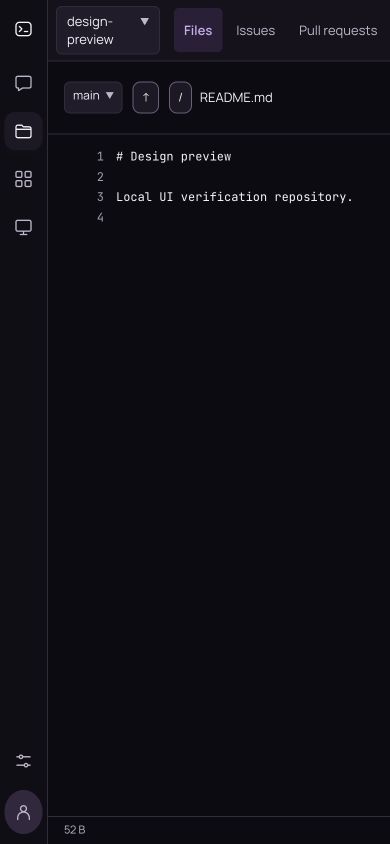 design-
preview
Files Issues Pull requests
main ↑ / README.md
1 # Design preview
2
3 Local UI verification repository.
4
52 B